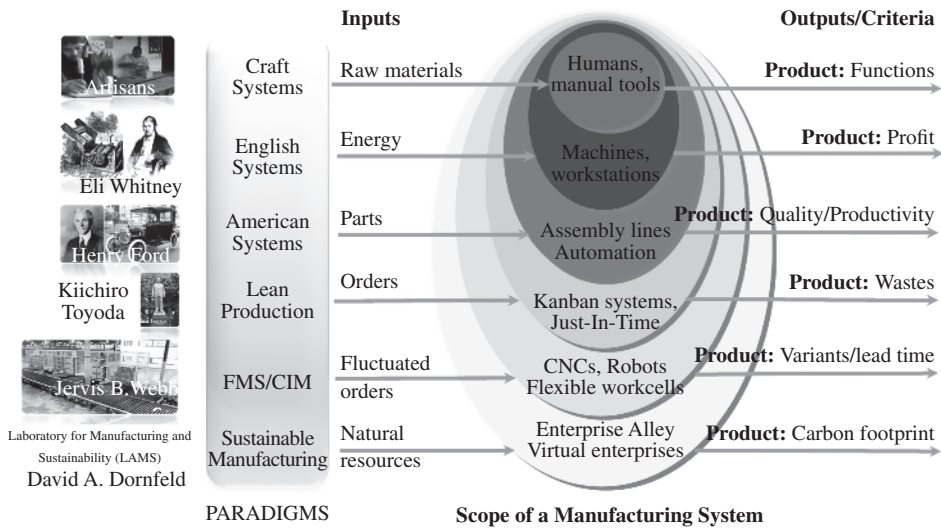 Inputs
Outputs/Criteria
Artisans
Craft
Systems
Raw materials
Humans,
manual tools
Product: Functions
Eli Whitney
English
Systems
Energy
Machines,
workstations
Product: Profit
Henry Ford
American
Systems
Parts
Assembly lines
Automation
Product: Quality/Productivity
Kiichiro
Toyoda
Lean
Production
Orders
Kanban systems,
Just-In-Time
Product: Wastes
Jervis B.Webb
FMS/CIM
Fluctuated
orders
CNCs, Robots
Flexible workcells
Product: Variants/lead time
Laboratory for Manufacturing and
Sustainability (LAMS)
David A. Dornfeld
Sustainable
Manufacturing
Natural
resources
Enterprise Alley
Virtual enterprises
Product: Carbon footprint
PARADIGMS
Scope of a Manufacturing System